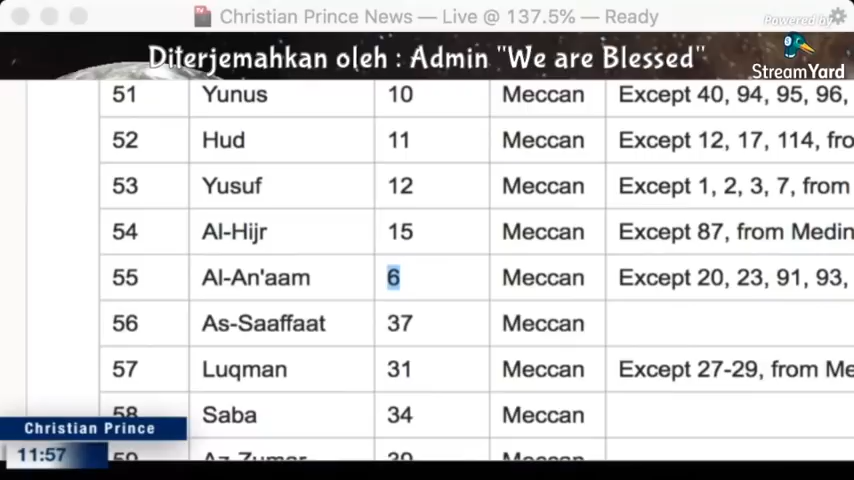 Christian Prince News — Live @ 137.5% — Ready
Powered by
StreamYard
Diterjemahkan oleh : Admin "We are Blessed"
51 Yunus 10 Meccan Except 40, 94, 95, 96,
52 Hud 11 Meccan Except 12, 17, 114, fro
53 Yusuf 12 Meccan Except 1, 2, 3, 7, from
54 Al-Hijr 15 Meccan Except 87, from Medin
55 Al-An'aam 6 Meccan Except 20, 23, 91, 93,
56 As-Saaffaat 37 Meccan
57 Luqman 31 Meccan Except 27-29, from Me
58 Saba 34 Meccan
59 Az-Zumar 39 Meccan
Christian Prince
11:57